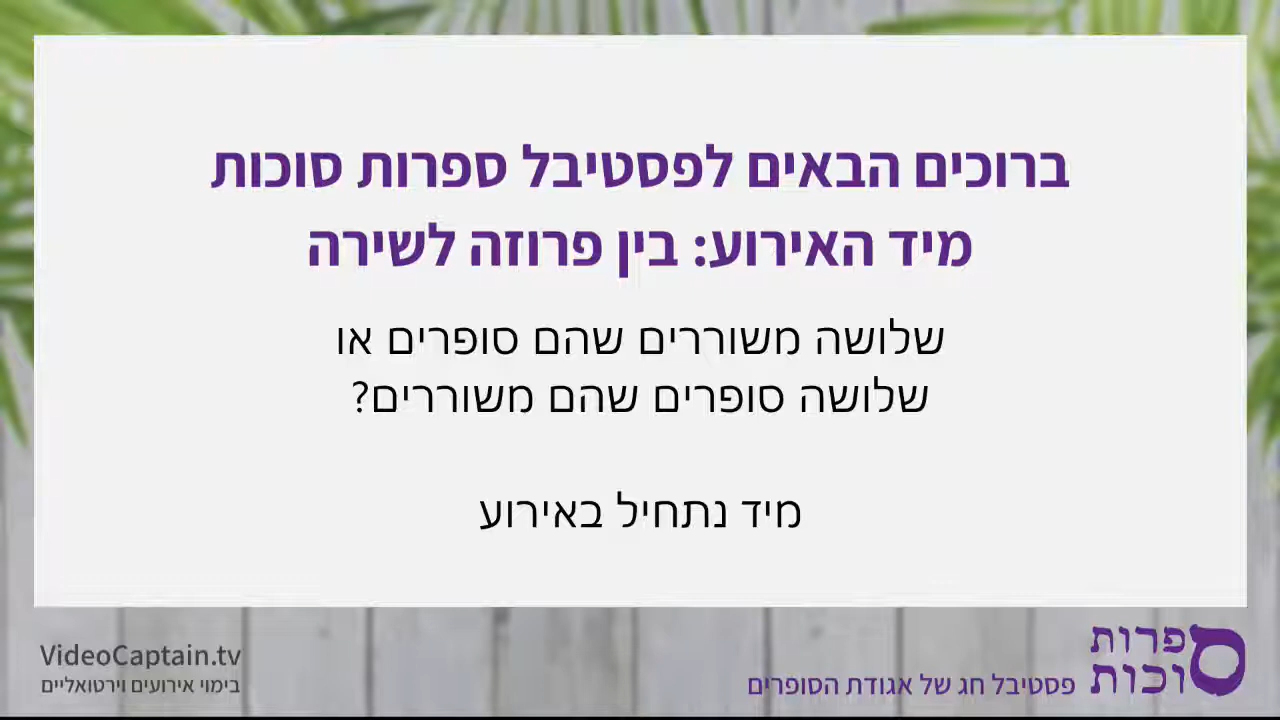 ברוכים הבאים לפסטיבל ספרות סוכות
מיד האירוע: בין פרוזה לשירה
שלושה משוררים שהם סופרים או
שלושה סופרים שהם משוררים?
מיד נתחיל באירוע
ספרות
סוכות
פסטיבל חג של אגודת הסופרים
VideoCaptain.tv
בימוי אירועים וירטואליים